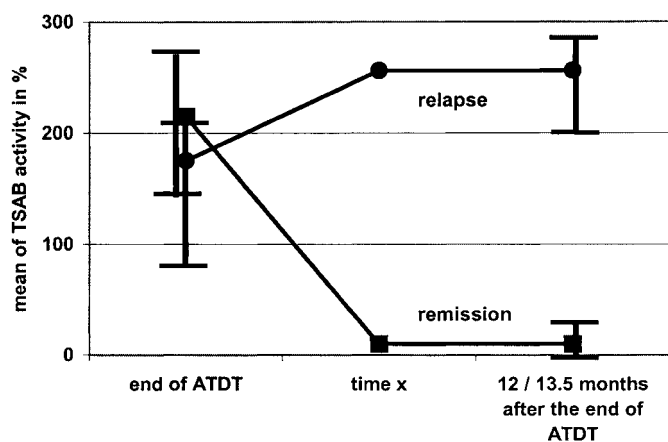 300
200
100
0
mean of TSAB activity in %
relapse
remission
end of ATDT
time x
12 / 13.5 months
after the end of
ATDT